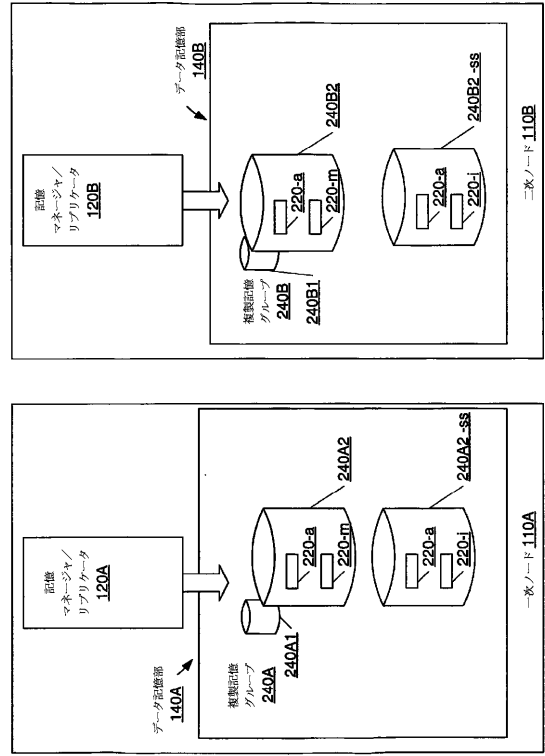 記憶
マネージャ/
リプリケータ
120A
データ記憶部
140A
複製記憶
グループ
240A
240A1
220-a
220-m
240A2
220-a
220-i
240A2 -ss
一次ノード 110A
記憶
マネージャ/
リプリケータ
120B
データ記憶部
140B
複製記憶
グループ
240B
240B1
220-a
220-m
240B2
220-a
220-i
240B2 -ss
二次ノード 110B